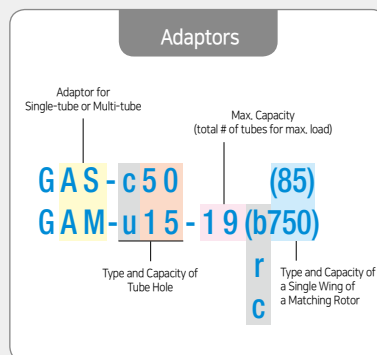 Adaptors
Adaptor for
Single-tube or Multi-tube
Max. Capacity
(total # of tubes for max. load)
GAS-c50 (85)
GAM-u15-19(b750)
r
c
Type and Capacity of
Tube Hole
Type and Capacity of
a Single Wing of
a Matching Rotor